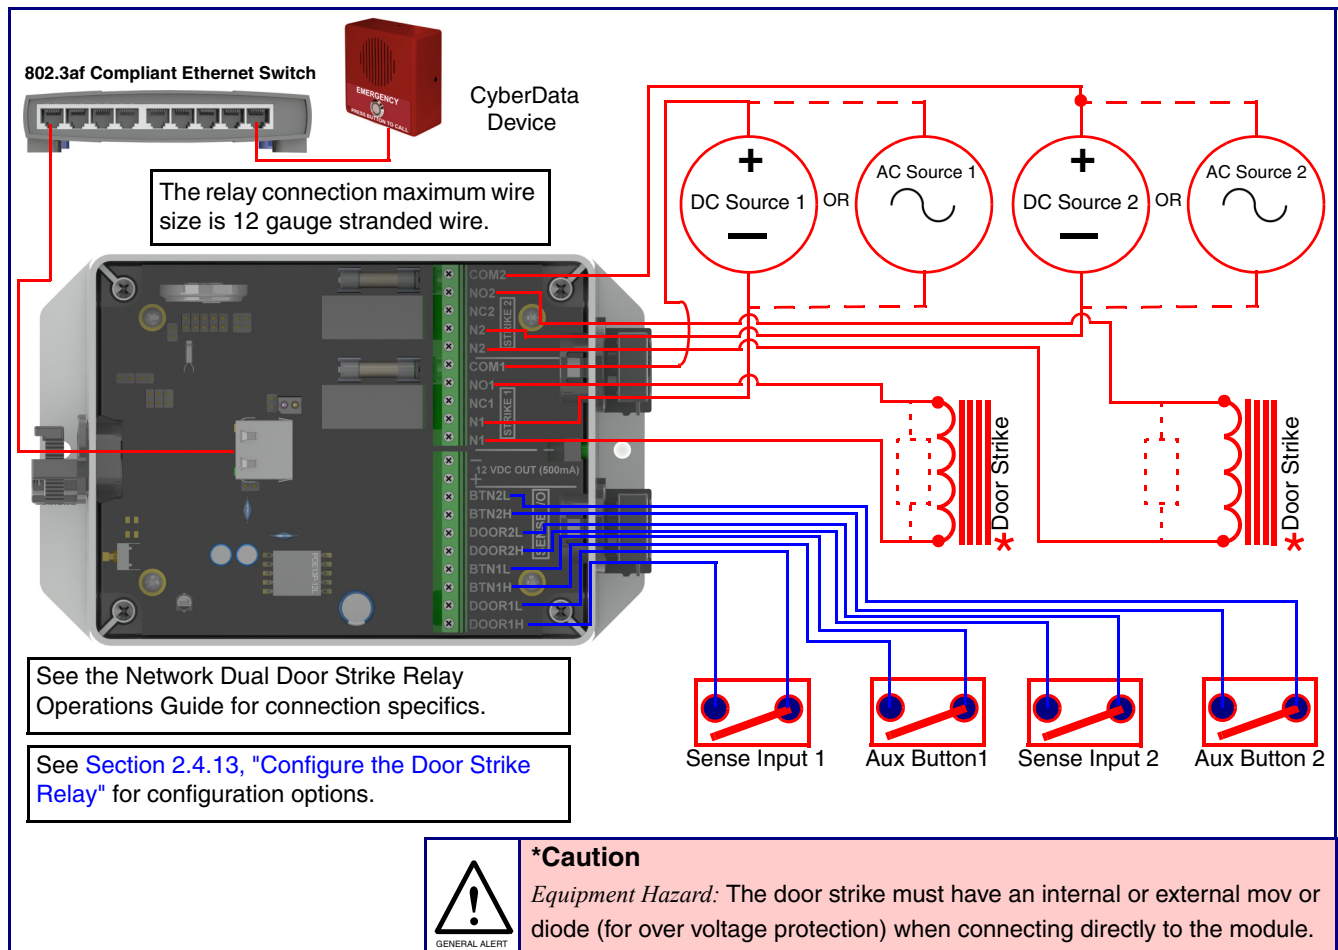 802.3af Compliant Ethernet Switch
EMERGENCY
PRESS BUTTON TO CALL
CyberData
Device
The relay connection maximum wire
size is 12 gauge stranded wire.
+
DC Source 1
—
OR
AC Source 1
+
DC Source 2
—
OR
AC Source 2
COM2
NO2
NC2
N2
N2
STRIKE 2
COM1
NO1
NC1
N1
N1
STRIKE 1
–
12 VDC OUT (500mA)
+
BTN2L
BTN2H
DOOR2L
DOOR2H
BTN1L
BTN1H
DOOR1L
DOOR1H
SENSE I/O
POE13P-12L
*Door Strike
*Door Strike
Sense Input 1
Aux Button1
Sense Input 2
Aux Button 2
See the Network Dual Door Strike Relay
Operations Guide for connection specifics.
See Section 2.4.13, "Configure the Door Strike
Relay" for configuration options.
GENERAL ALERT
*Caution
Equipment Hazard: The door strike must have an internal or external mov or
diode (for over voltage protection) when connecting directly to the module.